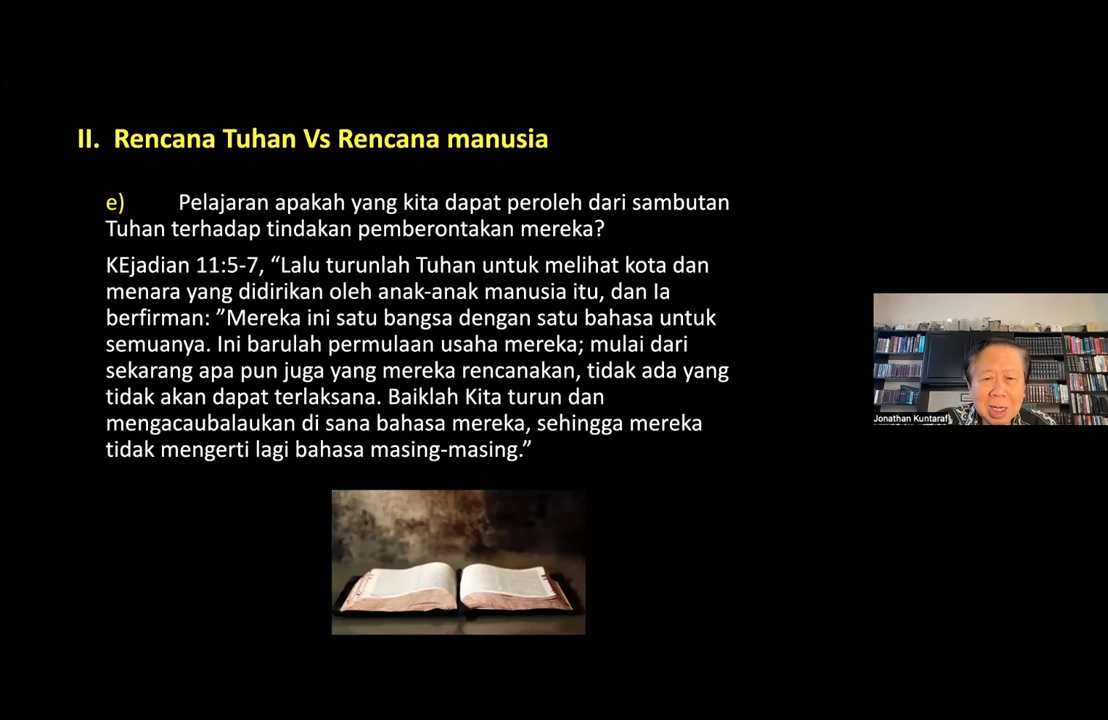 II. Rencana Tuhan Vs Rencana manusia
e) Pelajaran apakah yang kita dapat peroleh dari sambutan
Tuhan terhadap tindakan pemberontakan mereka?
KEjadian 11:5-7, “Lalu turunlah Tuhan untuk melihat kota dan
menara yang didirikan oleh anak-anak manusia itu, dan Ia
berfirman: ”Mereka ini satu bangsa dengan satu bahasa untuk
semuanya. Ini barulah permulaan usaha mereka; mulai dari
sekarang apa pun juga yang mereka rencanakan, tidak ada yang
tidak akan dapat terlaksana. Baiklah Kita turun dan
mengacaubalaukan di sana bahasa mereka, sehingga mereka
tidak mengerti lagi bahasa masing-masing.”
Jonathan Kuntaraf